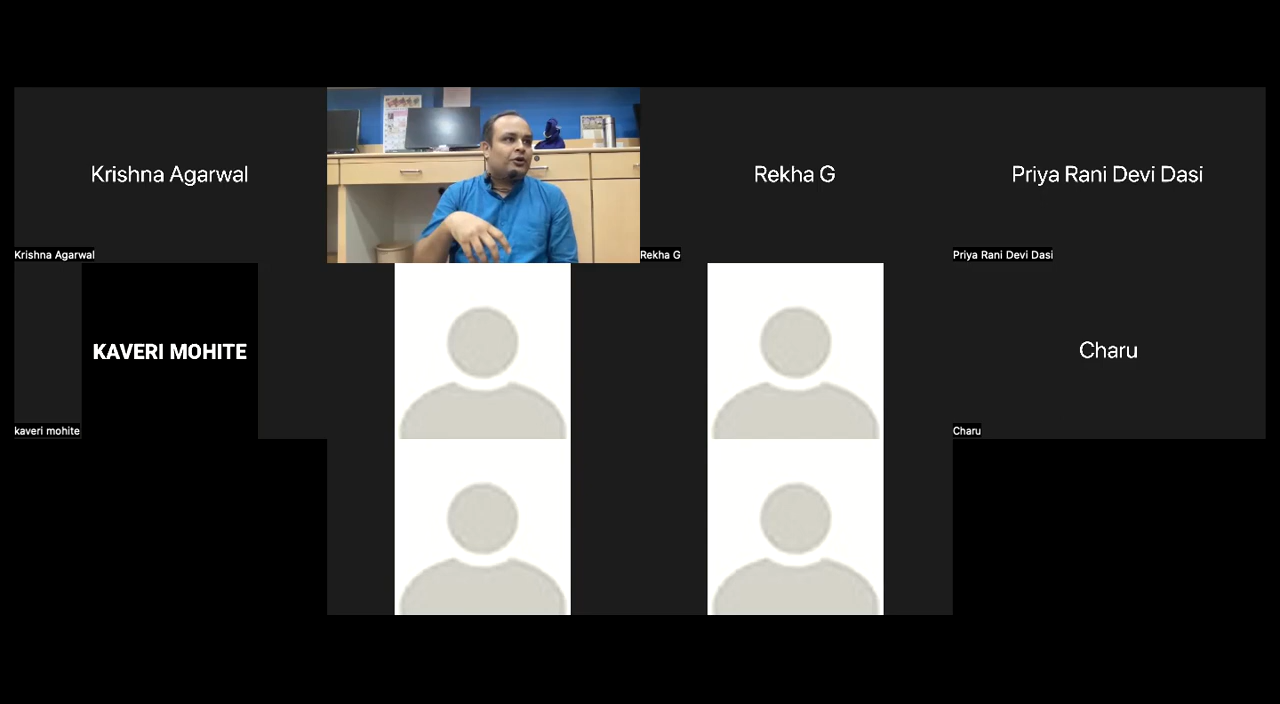 Krishna Agarwal
Krishna Agarwal
Rekha G
Rekha G
Priya Rani Devi Dasi
Priya Rani Devi Dasi
KAVERI MOHITE
kaveri mohite
Charu
Charu